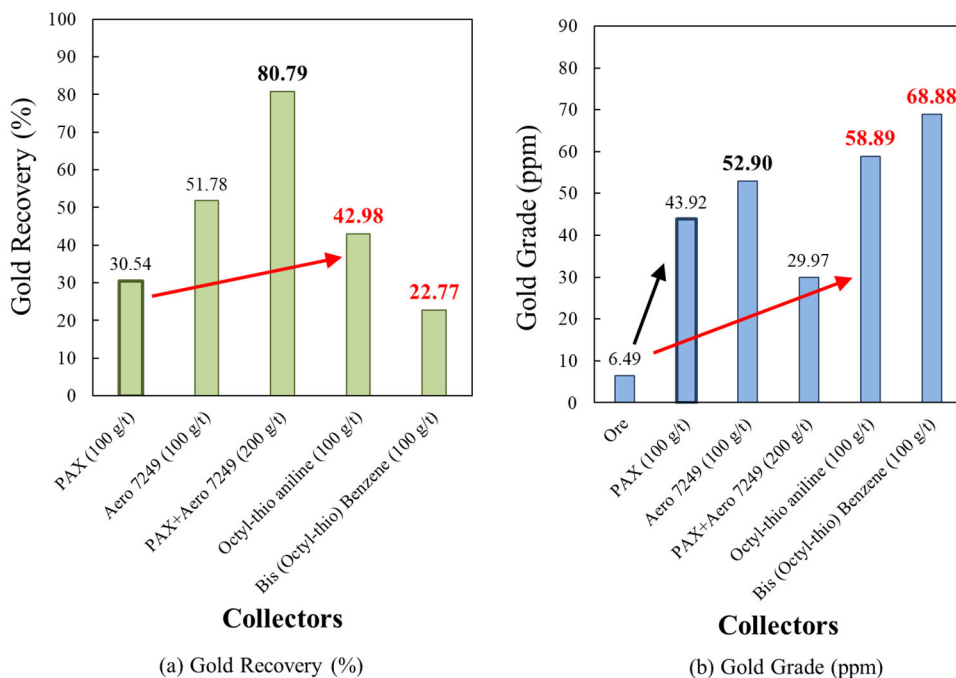 Gold Recovery (%)
100
90
80
70
60
50
40
30
20
10
0
30.54
51.78
80.79
42.98
22.77
PAX (100 g/t)
Aero 7249 (100 g/t)
PAX+Aero 7249 (200 g/t)
Octyl-thio aniline (100 g/t)
Bis (Octyl-thio) Benzene (100 g/t)
Collectors
(a) Gold Recovery (%)
Gold Grade (ppm)
90
80
70
60
50
40
30
20
10
0
6.49
43.92
52.90
29.97
58.89
68.88
Ore
PAX (100 g/t)
Aero 7249 (100 g/t)
PAX+Aero 7249 (200 g/t)
Octyl-thio aniline (100 g/t)
Bis (Octyl-thio) Benzene (100 g/t)
Collectors
(b) Gold Grade (ppm)